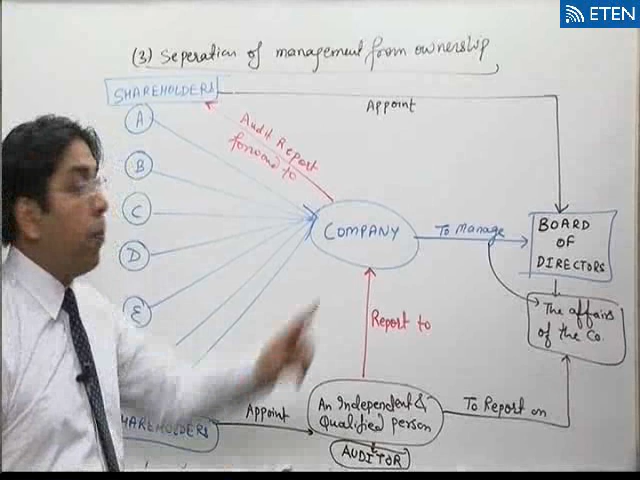 ETEN
(3) Seperation of management from ownership
SHAREHOLDERS
Appoint
A
B
C
D
E
Audit Report
forward to
COMPANY
To Manage
BOARD
OF
DIRECTORS
The affairs
of the Co.
Report to
SHAREHOLDERS
Appoint
An Independent &
Qualified person
AUDITOR
To Report on